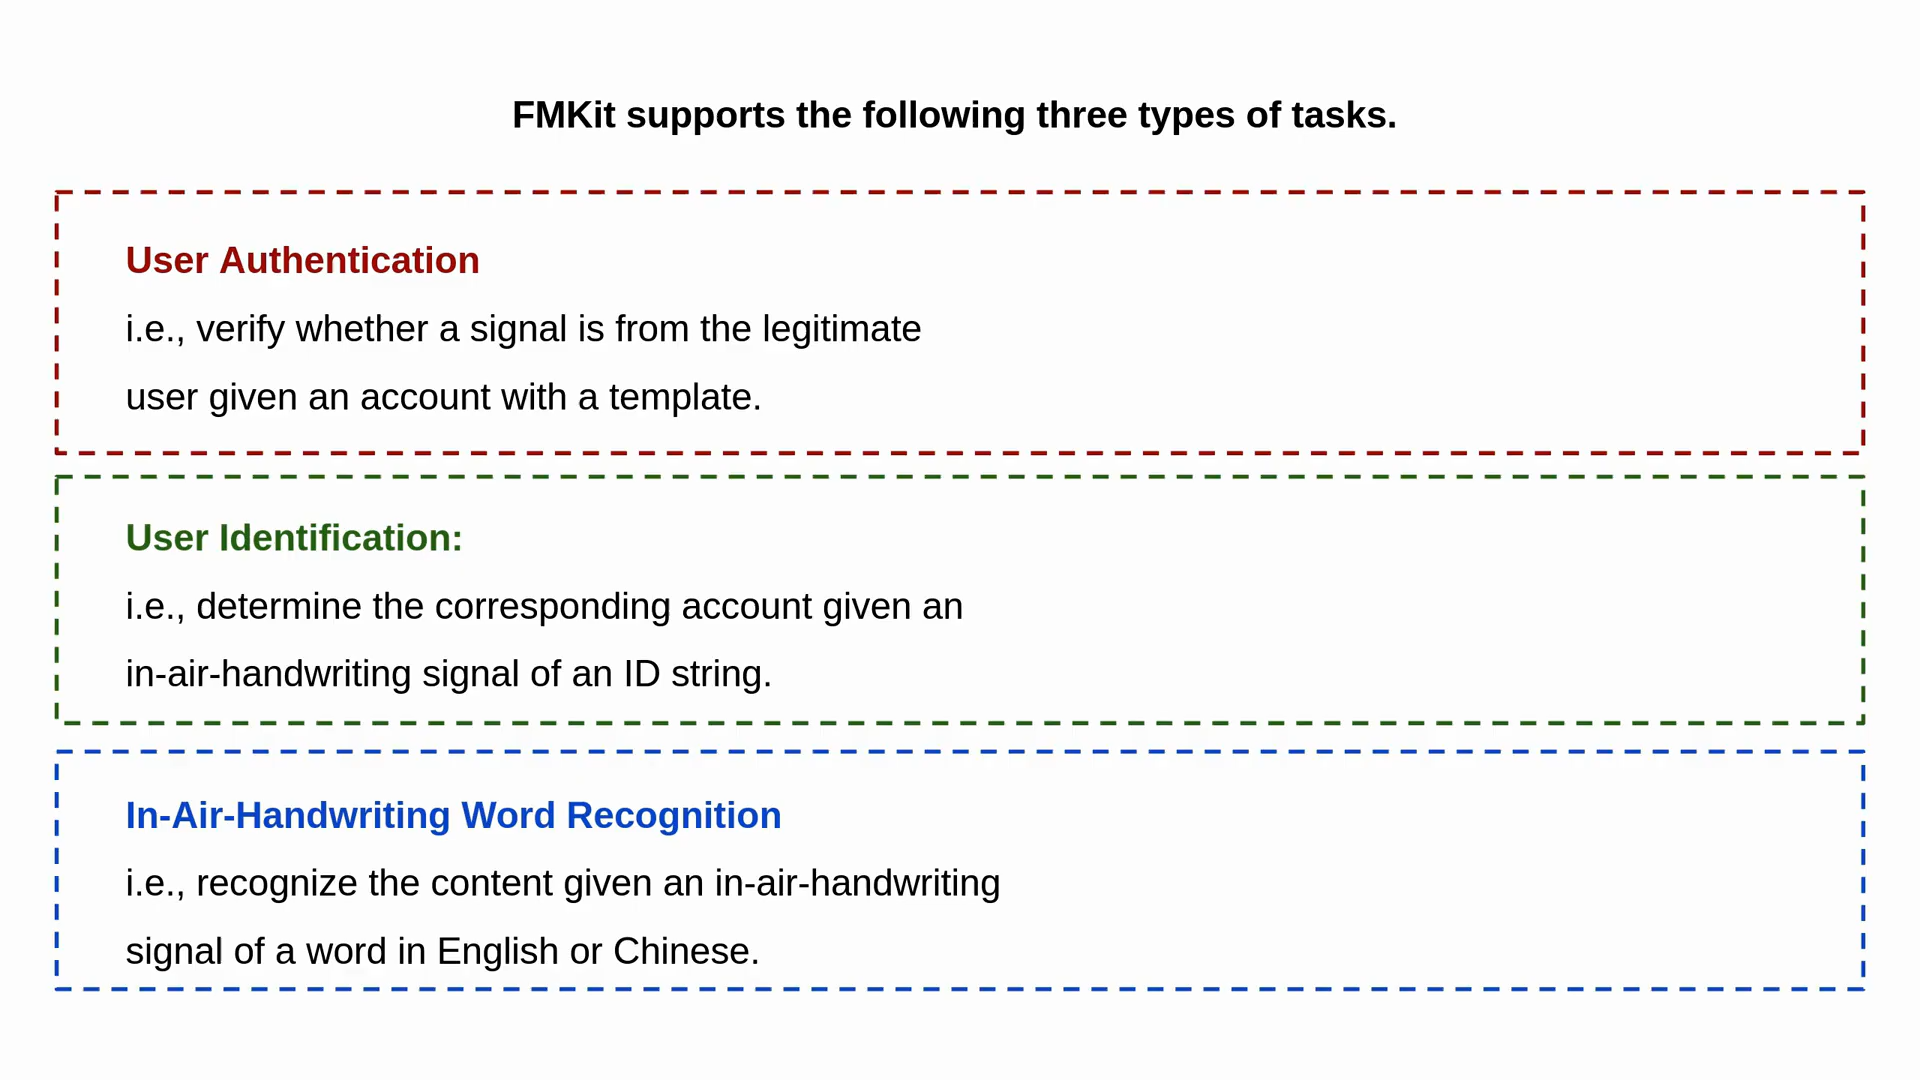 FMKit supports the following three types of tasks.
User Authentication
i.e., verify whether a signal is from the legitimate
user given an account with a template.
User Identification:
i.e., determine the corresponding account given an
in-air-handwriting signal of an ID string.
In-Air-Handwriting Word Recognition
i.e., recognize the content given an in-air-handwriting
signal of a word in English or Chinese.